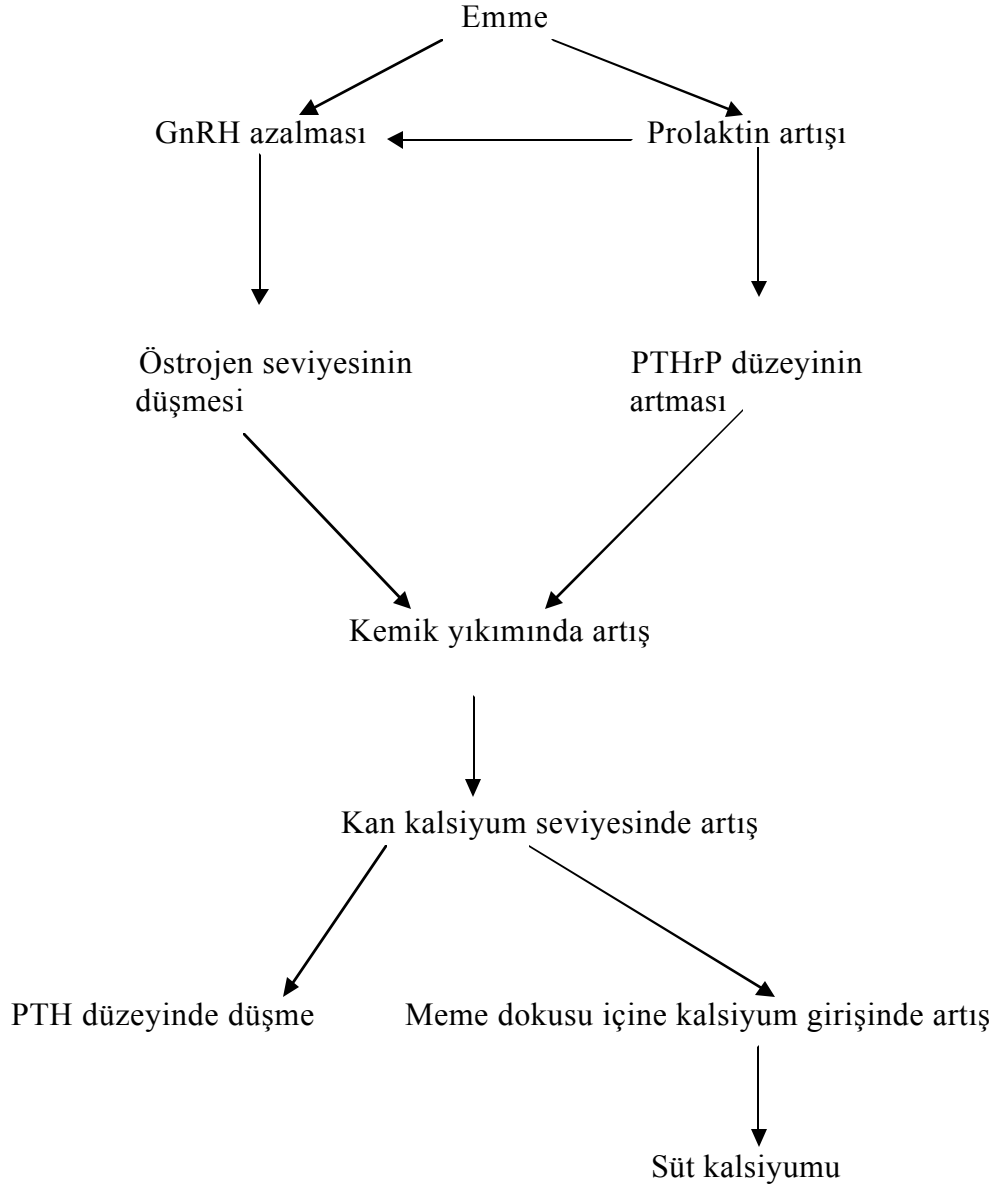 Emme
GnRH azalması
Prolaktin artışı
Östrojen seviyesinin
düşmesi
PTHrP düzeyinin
artması
Kemik yıkımında artış
Kan kalsiyum seviyesinde artış
PTH düzeyinde düşme
Meme dokusu içine kalsiyum girişinde artış
Süt kalsiyumu